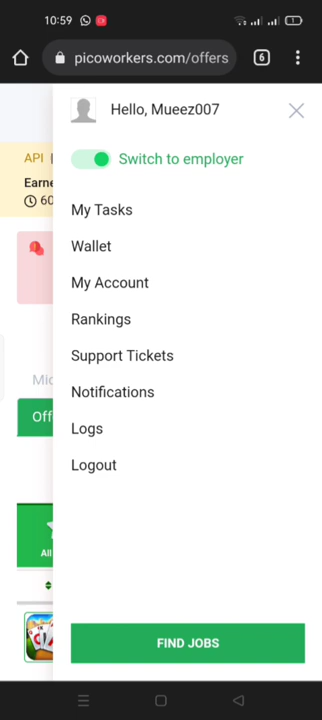 10:59
picoworkers.com/offers
6
Hello, Mueez007
API
Switch to employer
Earne
60
My Tasks
Wallet
My Account
Rankings
Support Tickets
Mic
Notifications
Off
Logs
Logout
All
FIND JOBS